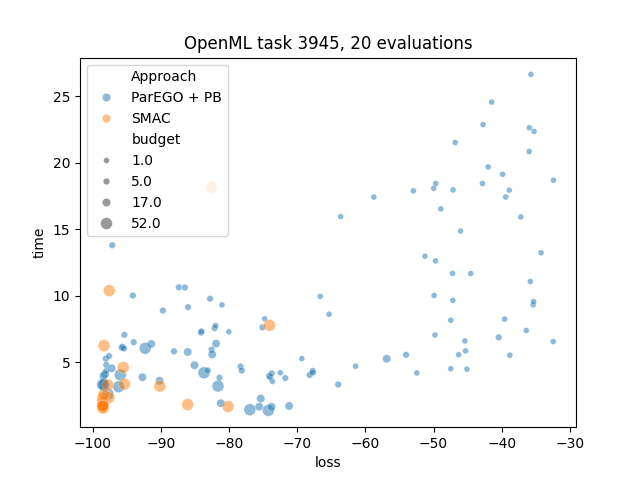 OpenML task 3945, 20 evaluations
Approach
ParEGO + PB
SMAC
budget
1.0
5.0
17.0
52.0
25
20
15
10
5
time
−100 −90 −80 −70 −60 −50 −40 −30
loss